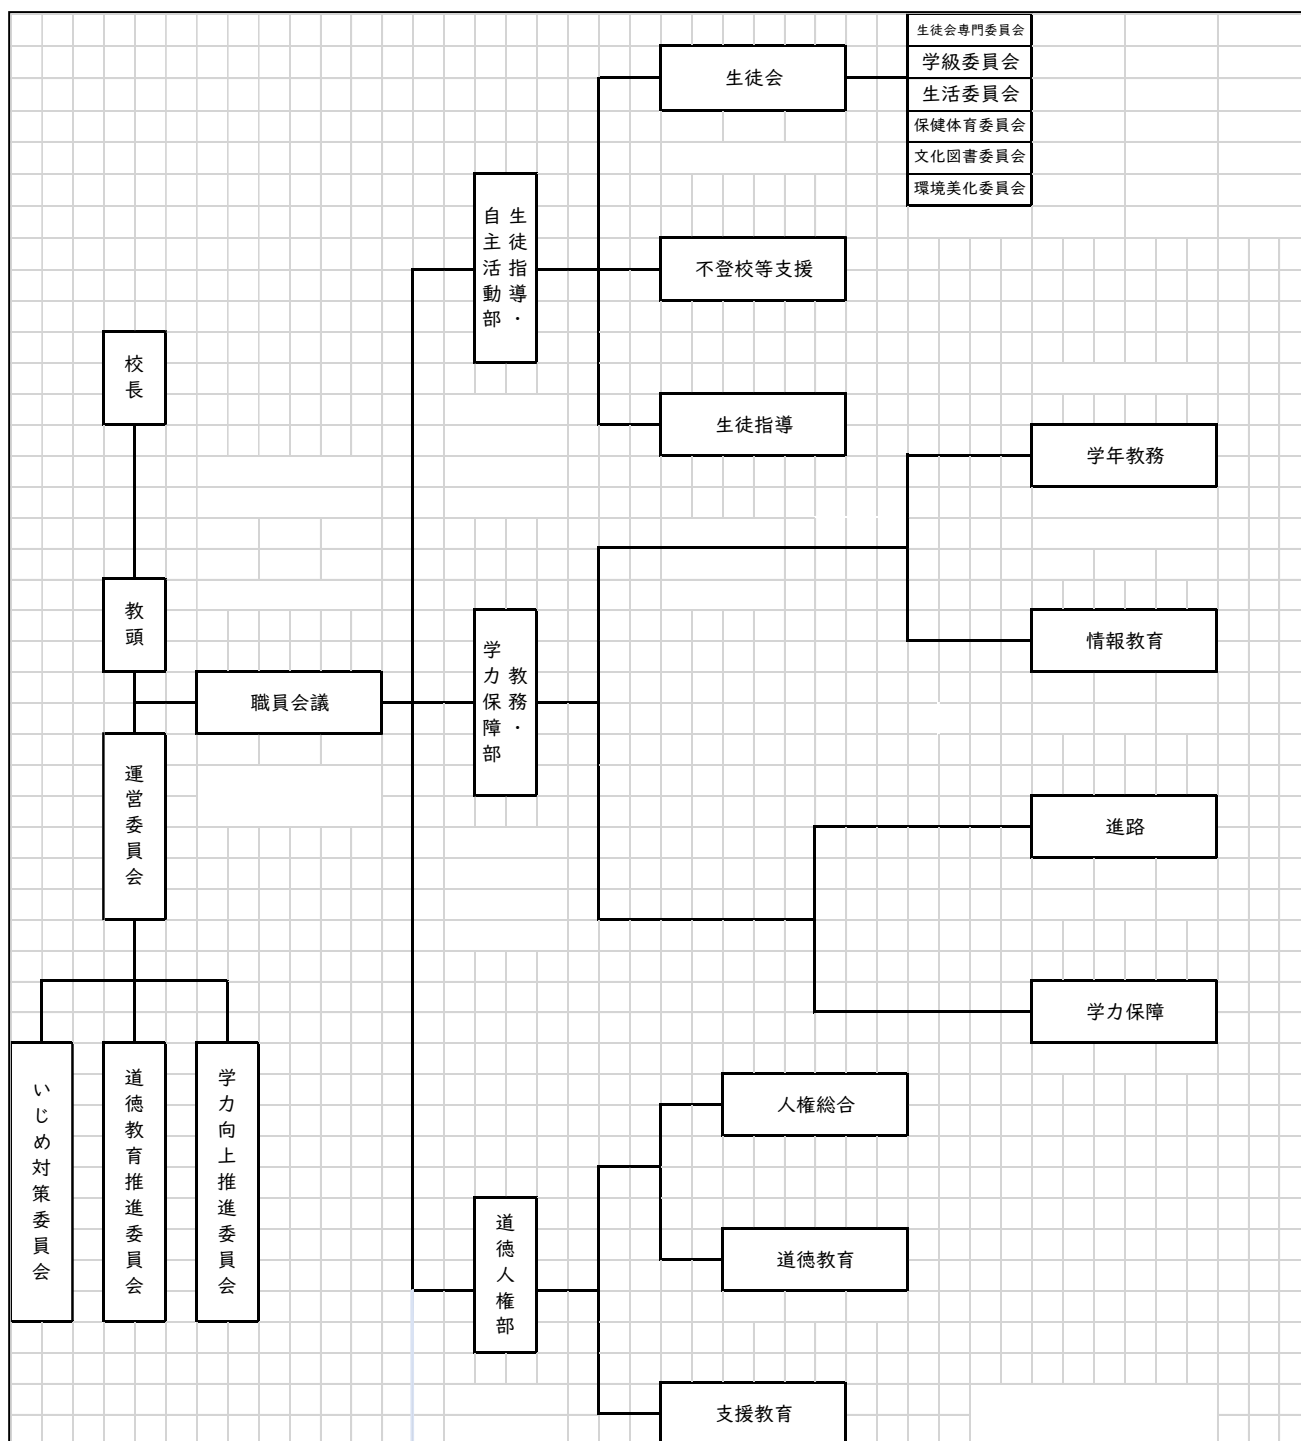 生徒会専門委員会
学級委員会
生活委員会
保健体育委員会
文化図書委員会
環境美化委員会
生徒会
生徒指導・
自主活動部
不登校等支援
生徒指導
校長
学年教務
教頭
情報教育
教務・
学力保障部
職員会議
運営委員会
進路
学力保障
いじめ対策委員会
道徳教育推進委員会
学力向上推進委員会
人権総合
道徳人権部
道徳教育
支援教育